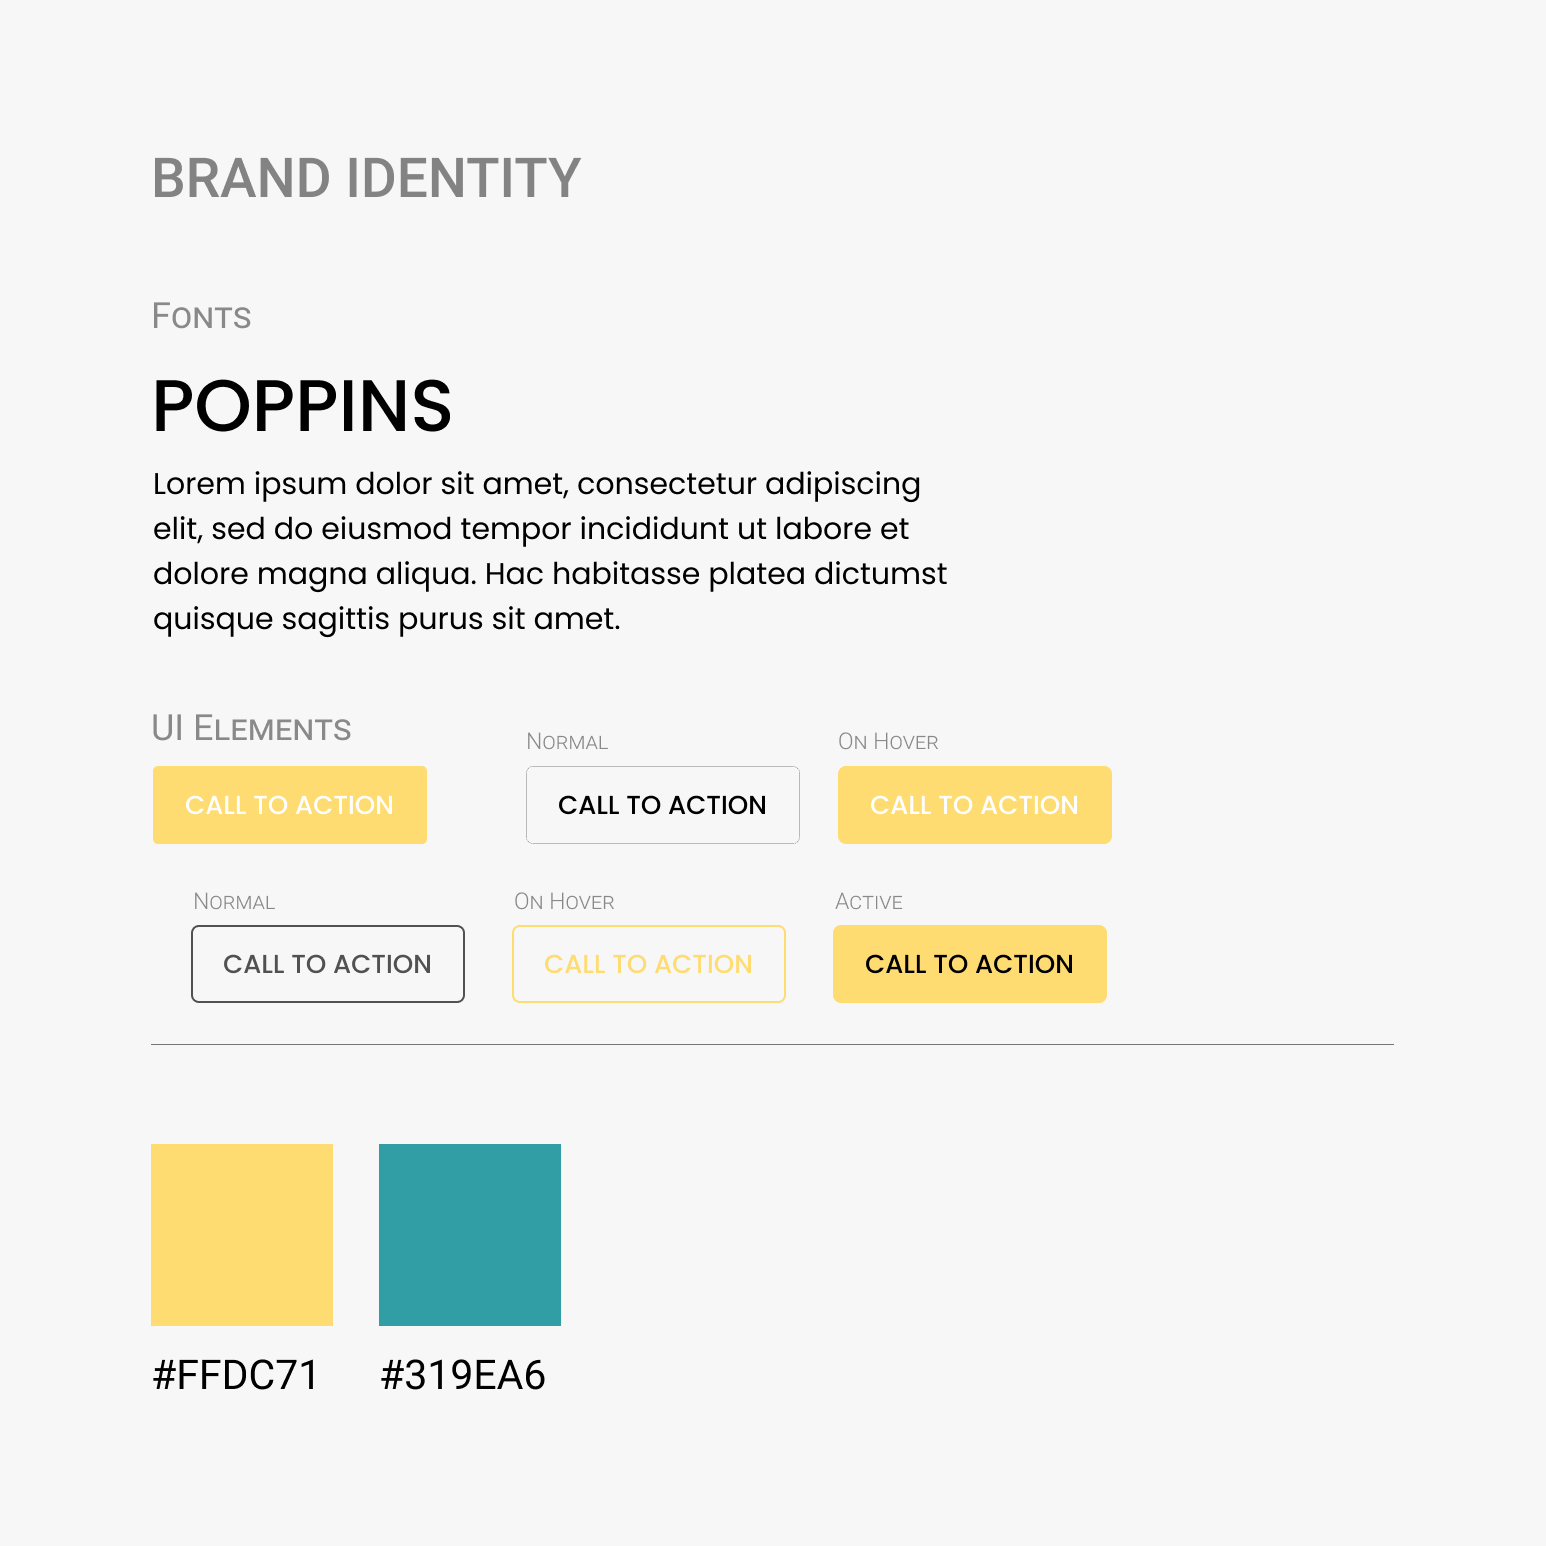 BRAND IDENTITY
Fonts
POPPINS
Lorem ipsum dolor sit amet, consectetur adipiscing
elit, sed do eiusmod tempor incididunt ut labore et
dolore magna aliqua. Hac habitasse platea dictumst
quisque sagittis purus sit amet.
UI Elements
Normal
On Hover
CALL TO ACTION
CALL TO ACTION
CALL TO ACTION
Normal
On Hover
Active
CALL TO ACTION
CALL TO ACTION
CALL TO ACTION
#FFDC71
#319EA6